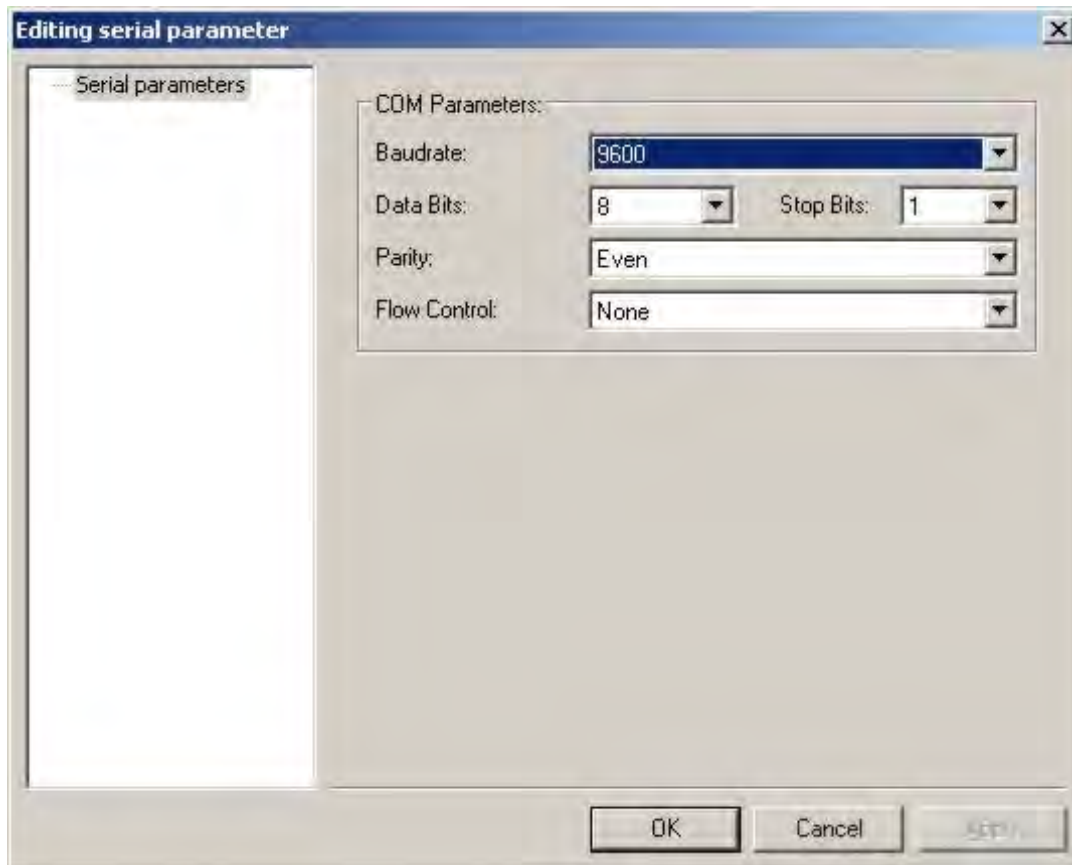 Editing serial parameter
Serial parameters
COM Parameters:
Baudrate: 9600
Data Bits: 8 Stop Bits: 1
Parity: Even
Flow Control: None
OK Cancel Apply